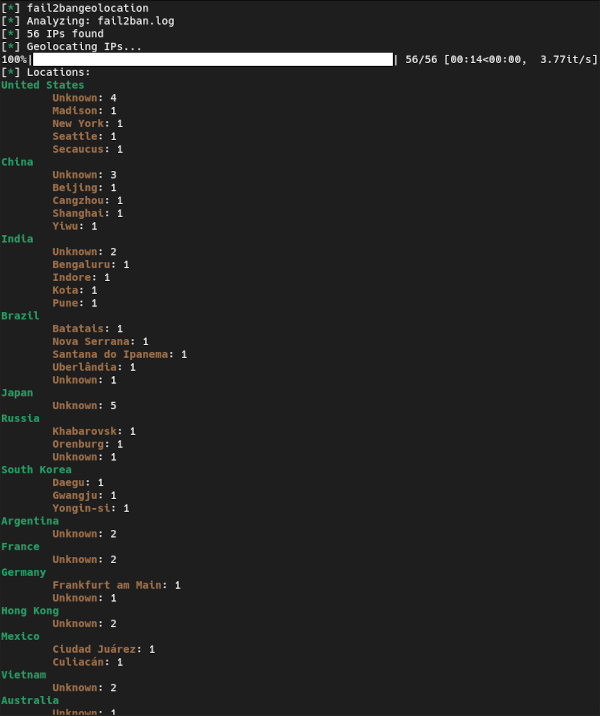 [*] fail2bangeolocation
[*] Analyzing: fail2ban.log
[*] 56 IPs found
[*] Geolocating IPs...
100%| | 56/56 [00:14<00:00, 3.77it/s]
[*] Locations:
United States
Unknown: 4
Madison: 1
New York: 1
Seattle: 1
Secaucus: 1
China
Unknown: 3
Beijing: 1
Cangzhou: 1
Shanghai: 1
Yiwu: 1
India
Unknown: 2
Bengaluru: 1
Indore: 1
Kota: 1
Pune: 1
Brazil
Batatais: 1
Nova Serrana: 1
Santana do Ipanema: 1
Uberlândia: 1
Unknown: 1
Japan
Unknown: 5
Russia
Khabarovsk: 1
Orenburg: 1
Unknown: 1
South Korea
Daegu: 1
Gwangju: 1
Yongin-si: 1
Argentina
Unknown: 2
France
Unknown: 2
Germany
Frankfurt am Main: 1
Unknown: 1
Hong Kong
Unknown: 2
Mexico
Ciudad Juárez: 1
Culiacán: 1
Vietnam
Unknown: 2
Australia
Unknown: 1